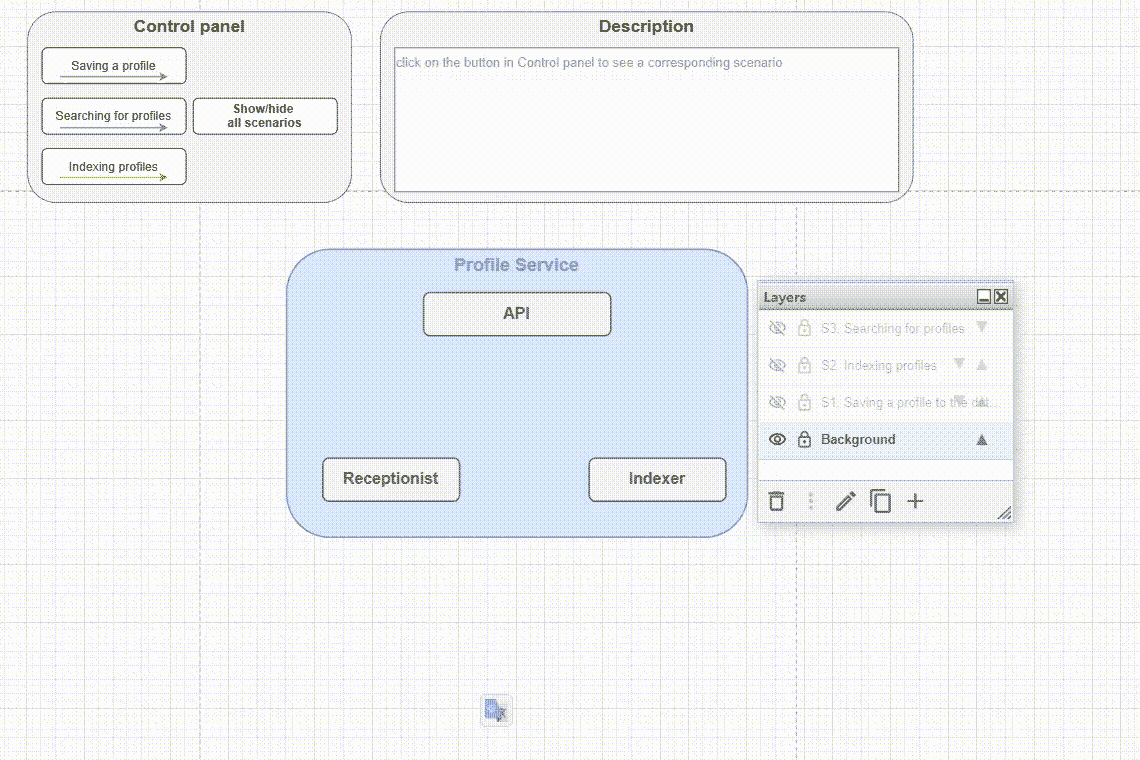 Control panel
Saving a profile
Searching for profiles
Show/hide
all scenarios
Indexing profiles
Description
click on the button in Control panel to see a corresponding scenario
Profile Service
API
Receptionist
Indexer
Layers
S3. Searching for profiles
S2. Indexing profiles
S1. Saving a profile to the dat...
Background